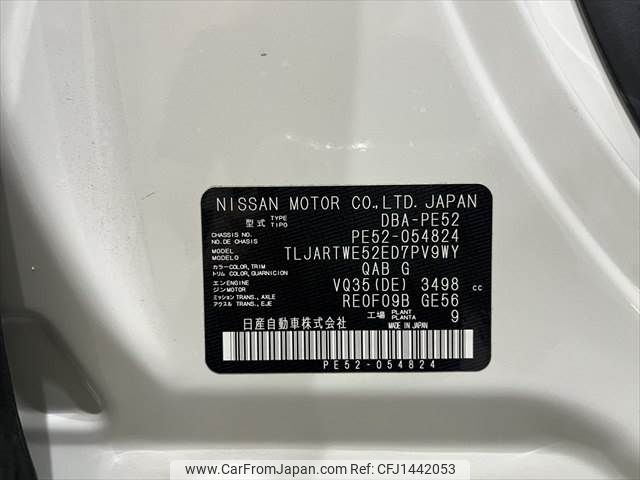 NISSAN MOTOR CO.,LTD. JAPAN
型式 TYPE TIPO DBA-PE52
CHASSIS NO. NO. DE CHASIS PE52-054824
MODEL MODELO TLJARTWE52ED7PV9WY
カラー COLOR, TRIM トリム COLOR, GUARNICION QAB G
エンジン ENGINE MOTOR VQ35(DE) 3498 cc
ミッション TRANS., AXLE アクスル TRANS., EJE RE0F09B GE56
工場 PLANT PLANTA 9
日産自動車株式会社 MADE IN JAPAN
PE52-054824
www.CarFromJapan.com Ref. No. CFJ1442053